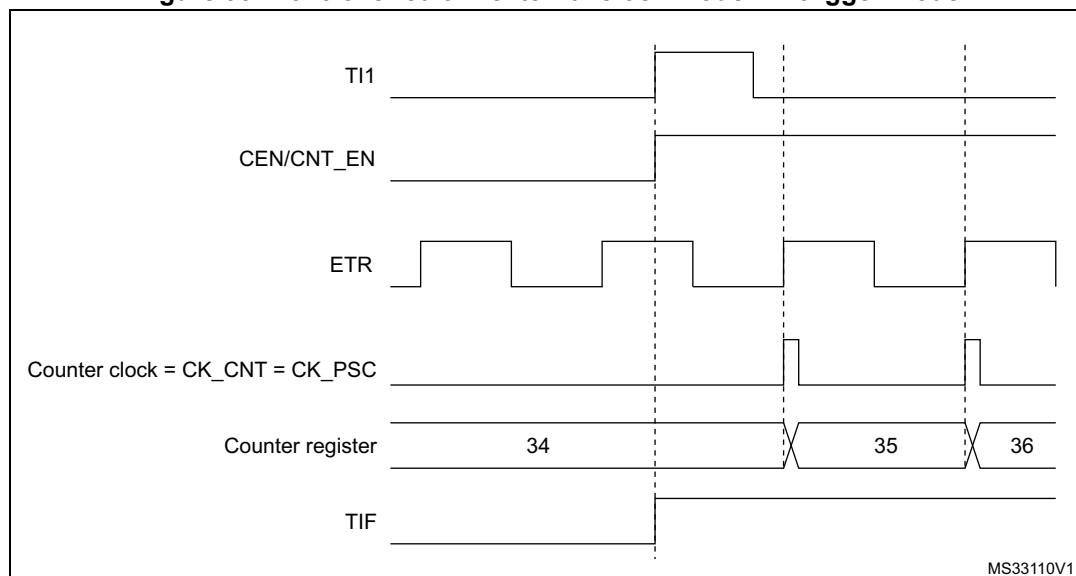 TI1
CEN/CNT_EN
ETR
Counter clock = CK_CNT = CK_PSC
Counter register 34 35 36
TIF
MS33110V1